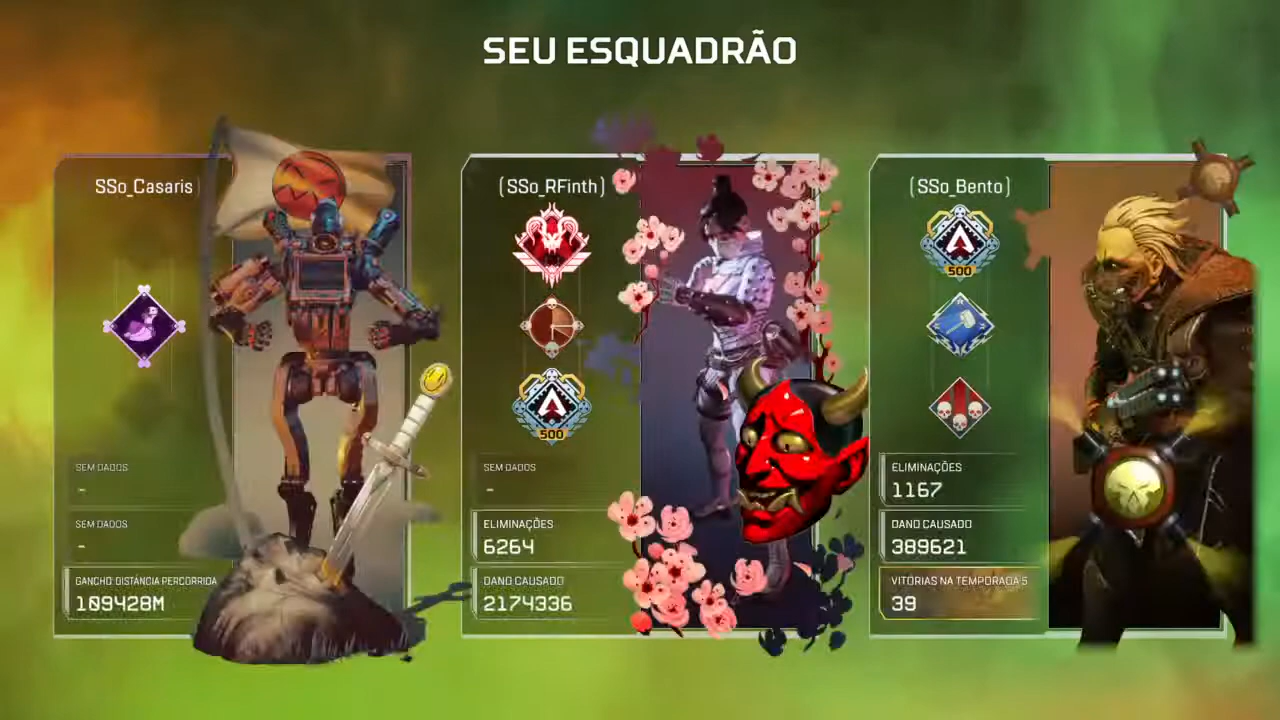 SEU ESQUADRÃO
SSo_Casaris
SEM DADOS
-
SEM DADOS
-
GANCHO: DISTÂNCIA PERCORRIDA
109428M
[SSo_RFinth]
500
SEM DADOS
-
ELIMINAÇÕES
6264
DANO CAUSADO
2174336
[SSo_Bento]
500
ELIMINAÇÕES
1167
DANO CAUSADO
389621
VITÓRIAS NA TEMPORADA 5
39